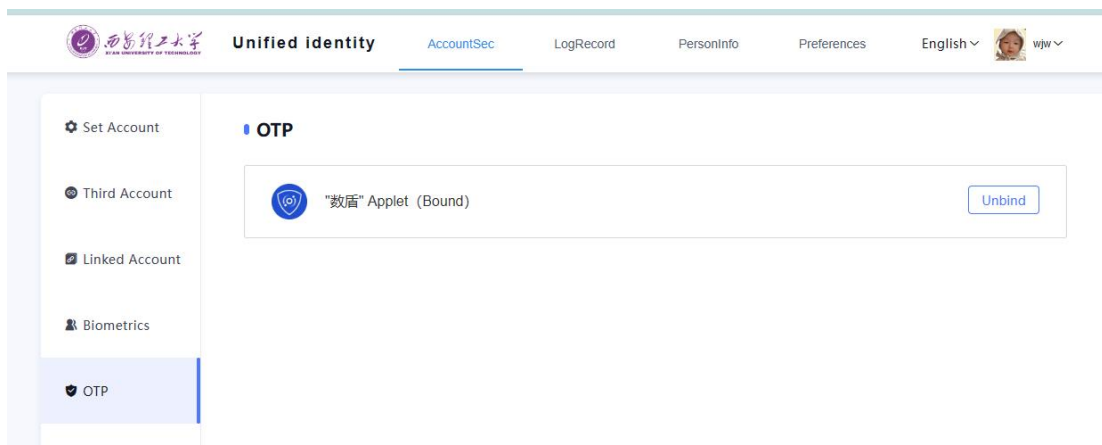 西安理工大学
XI'AN UNIVERSITY OF TECHNOLOGY
Unified identity
AccountSec
LogRecord
PersonInfo
Preferences
English
wjw
Set Account
Third Account
Linked Account
Biometrics
OTP
OTP
"数盾" Applet（Bound）
Unbind